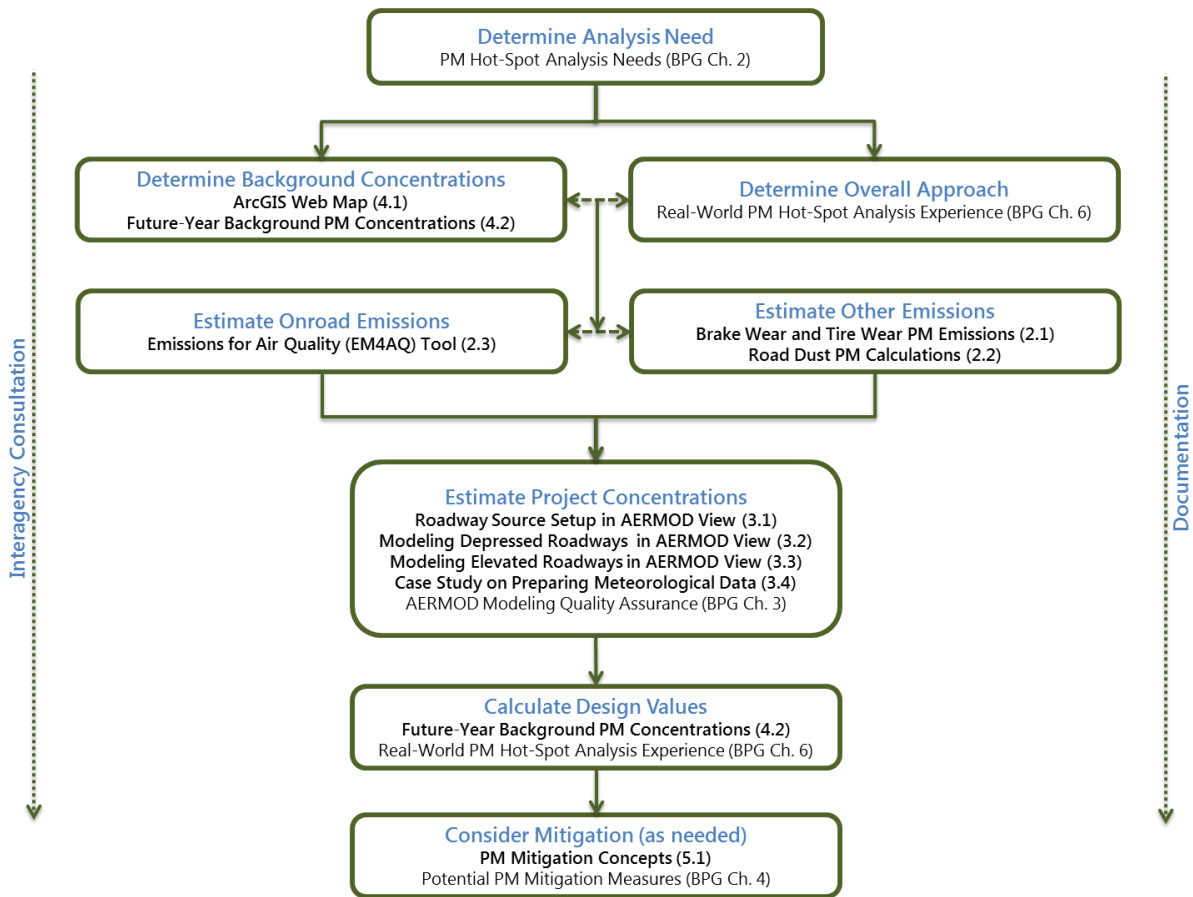 Determine Analysis Need
PM Hot-Spot Analysis Needs (BPG Ch. 2)
Determine Background Concentrations
ArcGIS Web Map (4.1)
Future-Year Background PM Concentrations (4.2)
Determine Overall Approach
Real-World PM Hot-Spot Analysis Experience (BPG Ch. 6)
Estimate Onroad Emissions
Emissions for Air Quality (EM4AQ) Tool (2.3)
Estimate Other Emissions
Brake Wear and Tire Wear PM Emissions (2.1)
Road Dust PM Calculations (2.2)
Interagency Consultation
Documentation
Estimate Project Concentrations
Roadway Source Setup in AERMOD View (3.1)
Modeling Depressed Roadways in AERMOD View (3.2)
Modeling Elevated Roadways in AERMOD View (3.3)
Case Study on Preparing Meteorological Data (3.4)
AERMOD Modeling Quality Assurance (BPG Ch. 3)
Calculate Design Values
Future-Year Background PM Concentrations (4.2)
Real-World PM Hot-Spot Analysis Experience (BPG Ch. 6)
Consider Mitigation (as needed)
PM Mitigation Concepts (5.1)
Potential PM Mitigation Measures (BPG Ch. 4)